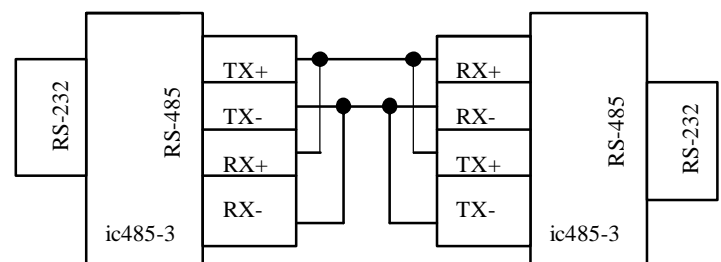 RS-232
RS-485
TX+
TX-
RX+
RX-
ic485-3
RX+
RX-
TX+
TX-
RS-485
RS-232
ic485-3